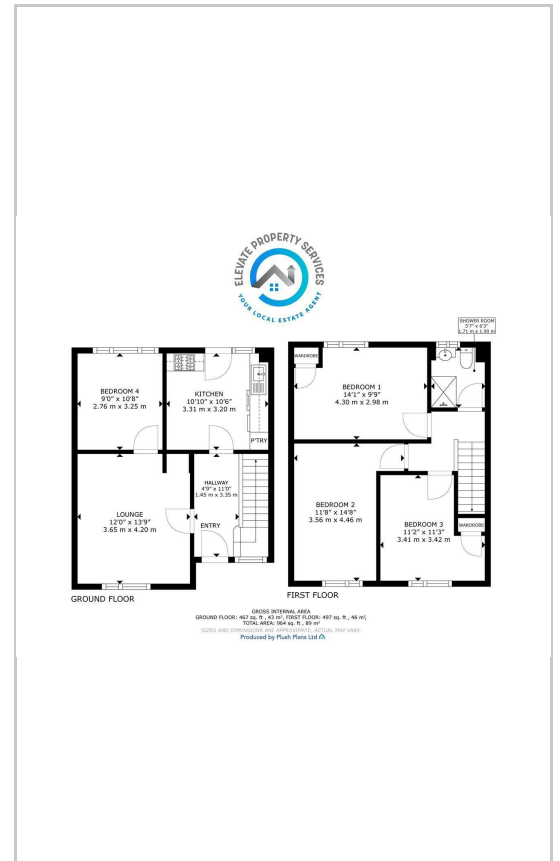 ELEVATE PROPERTY SERVICES
YOUR LOCAL ESTATE AGENT
BEDROOM 4
9'0" x 10'8"
2.76 m x 3.25 m
KITCHEN
10'10" x 10'6"
3.31 m x 3.20 m
P'TRY
HALLWAY
4'9" x 11'0"
1.45 m x 3.35 m
LOUNGE
12'0" x 13'9"
3.65 m x 4.20 m
ENTRY
GROUND FLOOR
SHOWER ROOM
5'7" x 6'3"
1.71 m x 1.90 m
WARDROBE
BEDROOM 1
14'1" x 9'9"
4.30 m x 2.98 m
BEDROOM 2
11'8" x 14'8"
3.56 m x 4.46 m
BEDROOM 3
11'2" x 11'3"
3.41 m x 3.42 m
WARDROBE
FIRST FLOOR
GROSS INTERNAL AREA
GROUND FLOOR: 467 sq. ft , 43 m², FIRST FLOOR: 497 sq. ft , 46 m²,
TOTAL AREA: 964 sq. ft , 89 m²
SIZES AND DIMENSIONS ARE APPROXIMATE, ACTUAL MAY VARY.
Produced by Plush Plans Ltd